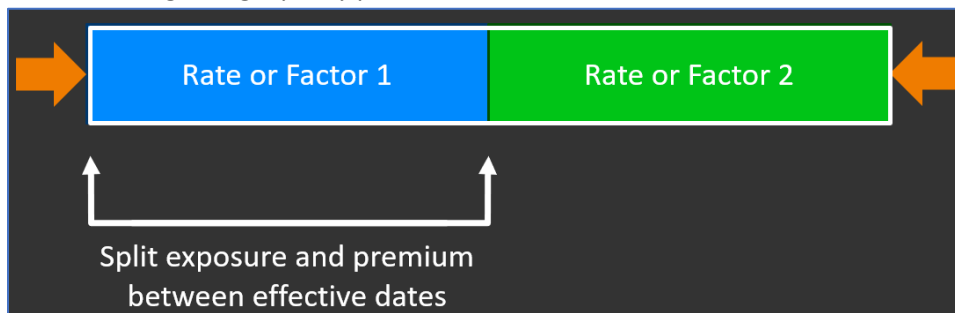 Rate or Factor 1
Rate or Factor 2
Split exposure and premium
between effective dates